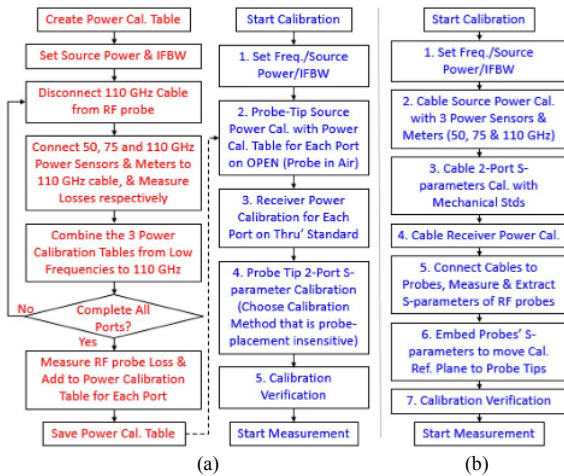 Create Power Cal. Table
Set Source Power & IFBW
Disconnect 110 GHz Cable
from RF probe
Connect 50, 75 and 110 GHz
Power Sensors & Meters to
110 GHz cable, & Measure
Losses respectively
Combine the 3 Power
Calibration Tables from Low
Frequencies to 110 GHz
No
Complete All
Ports?
Yes
Measure RF probe Loss &
Add to Power Calibration
Table for Each Port
Save Power Cal. Table
Start Calibration
1. Set Freq./Source
Power/IFBW
2. Probe-Tip Source
Power Cal. with Power
Cal. Table for Each Port
on OPEN (Probe in Air)
3. Receiver Power
Calibration for Each
Port on Thru' Standard
4. Probe Tip 2-Port S-
parameter Calibration
(Choose Calibration
Method that is probe-
placement insensitive)
5. Calibration
Verification
Start Measurement
(a)
Start Calibration
1. Set Freq./Source
Power/IFBW
2. Cable Source Power Cal.
with 3 Power Sensors &
Meters (50, 75 & 110 GHz)
3. Cable 2-Port S-
parameters Cal. with
Mechanical Stds
4. Cable Receiver Power Cal.
5. Connect Cables to
Probes, Measure & Extract
S-parameters of RF probes
6. Embed Probes' S-
parameters to move Cal.
Ref. Plane to Probe Tips
7. Calibration Verification
Start Measurement
(b)